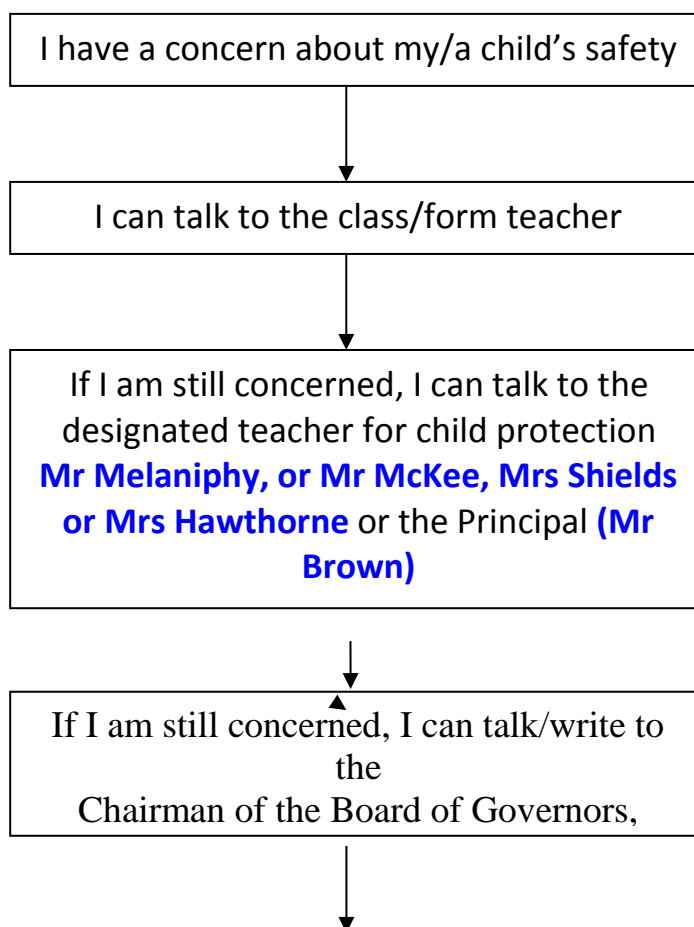 I have a concern about my/a child’s safety
I can talk to the class/form teacher
If I am still concerned, I can talk to the
designated teacher for child protection
Mr Melaniphy, or Mr McKee, Mrs Shields
or Mrs Hawthorne or the Principal (Mr
Brown)
If I am still concerned, I can talk/write to
the
Chairman of the Board of Governors,